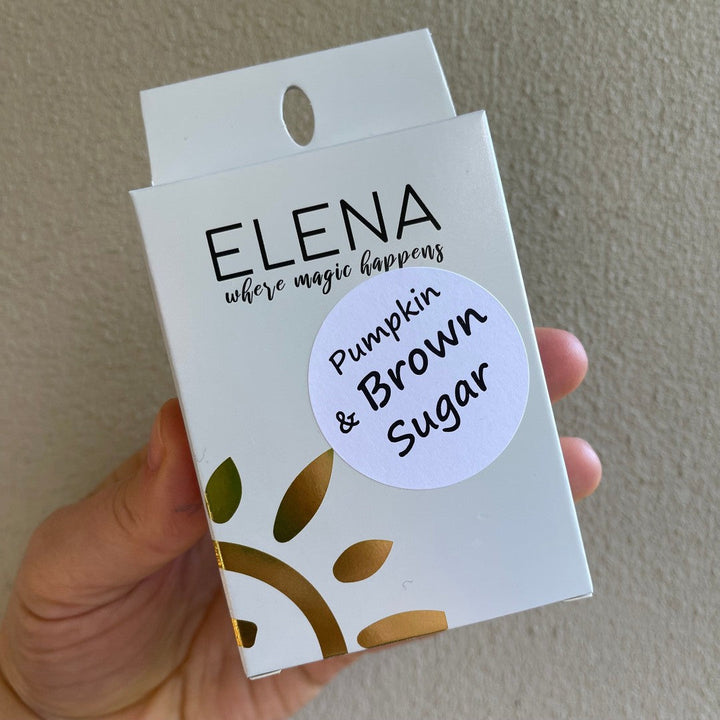 ELENA
where magic happens
Pumpkin
& Brown
Sugar